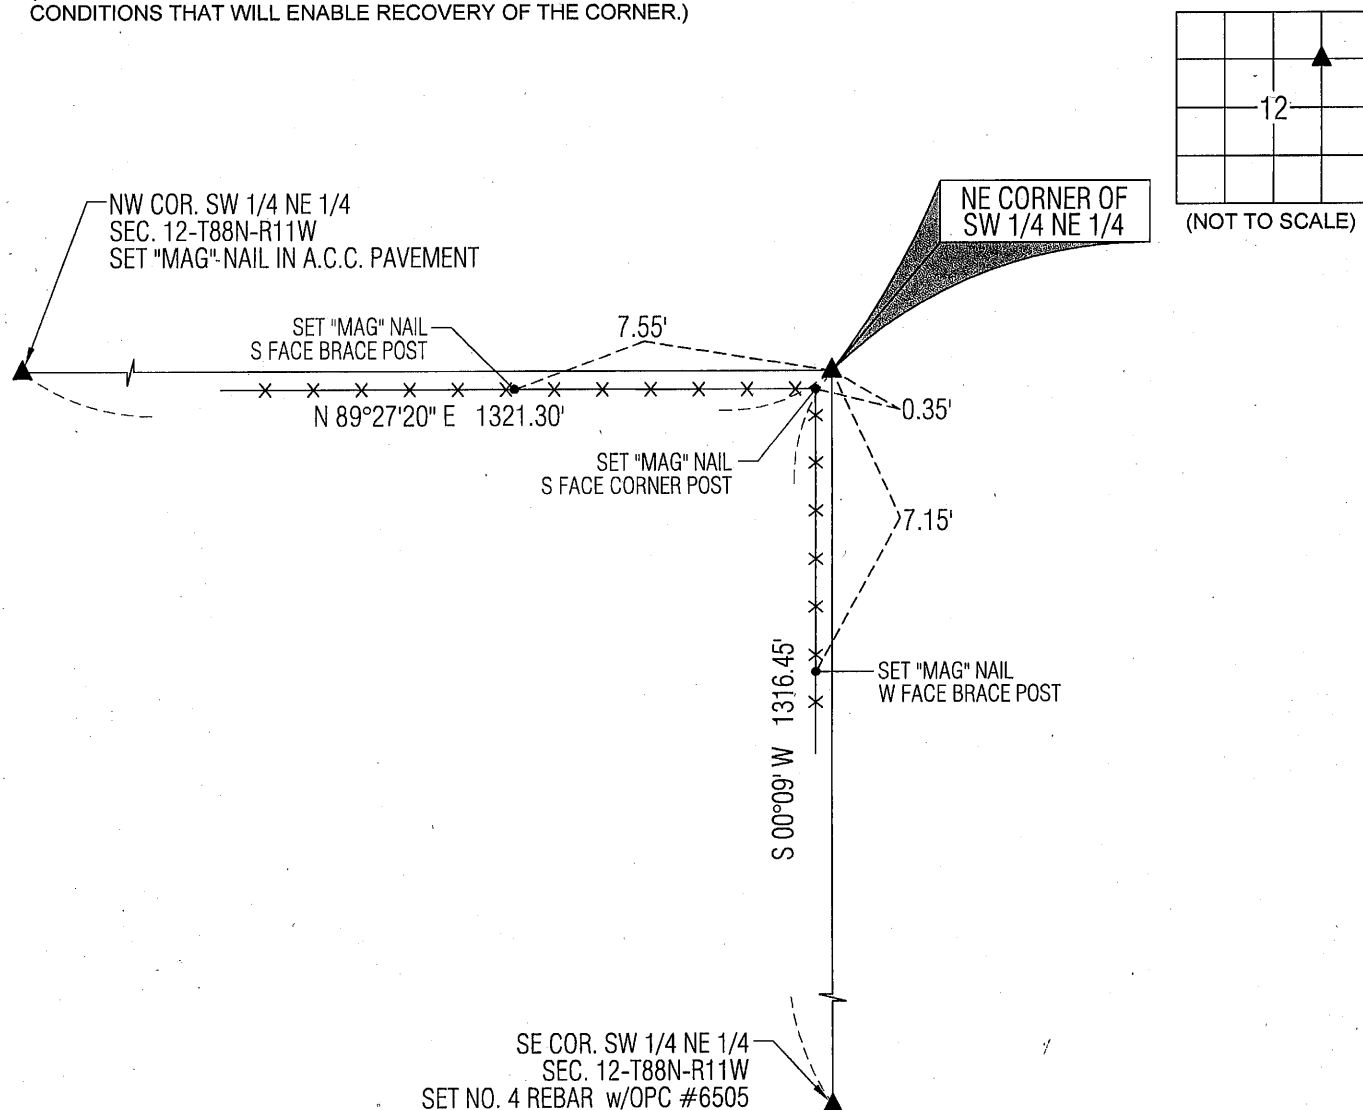 CONDITIONS THAT WILL ENABLE RECOVERY OF THE CORNER.)
12
(NOT TO SCALE)
NW COR. SW 1/4 NE 1/4
SEC. 12-T88N-R11W
SET "MAG" NAIL IN A.C.C. PAVEMENT
NE CORNER OF
SW 1/4 NE 1/4
SET "MAG" NAIL
S FACE BRACE POST
7.55'
N 89°27'20" E 1321.30'
0.35'
SET "MAG" NAIL
S FACE CORNER POST
7.15'
S 00°09' W 1316.45'
SET "MAG" NAIL
W FACE BRACE POST
SE COR. SW 1/4 NE 1/4
SEC. 12-T88N-R11W
SET NO. 4 REBAR w/OPC #6505